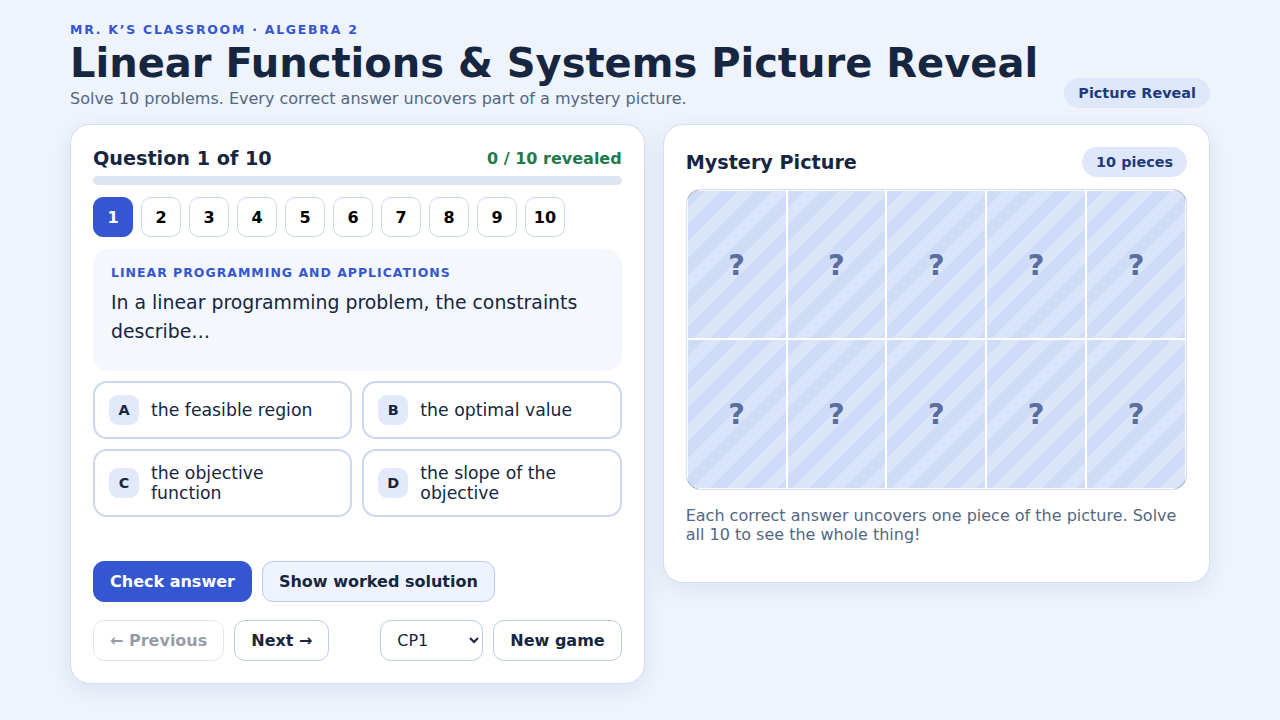 MR. K’S CLASSROOM · ALGEBRA 2
Linear Functions & Systems Picture Reveal
Solve 10 problems. Every correct answer uncovers part of a mystery picture.
Picture Reveal
Question 1 of 10
0 / 10 revealed
1 2 3 4 5 6 7 8 9 10
LINEAR PROGRAMMING AND APPLICATIONS
In a linear programming problem, the constraints
describe…
A the feasible region
B the optimal value
C the objective
function
D the slope of the
objective
Check answer
Show worked solution
← Previous
Next →
CP1
New game
Mystery Picture
10 pieces
? ? ? ? ?
? ? ? ? ?
Each correct answer uncovers one piece of the picture. Solve
all 10 to see the whole thing!